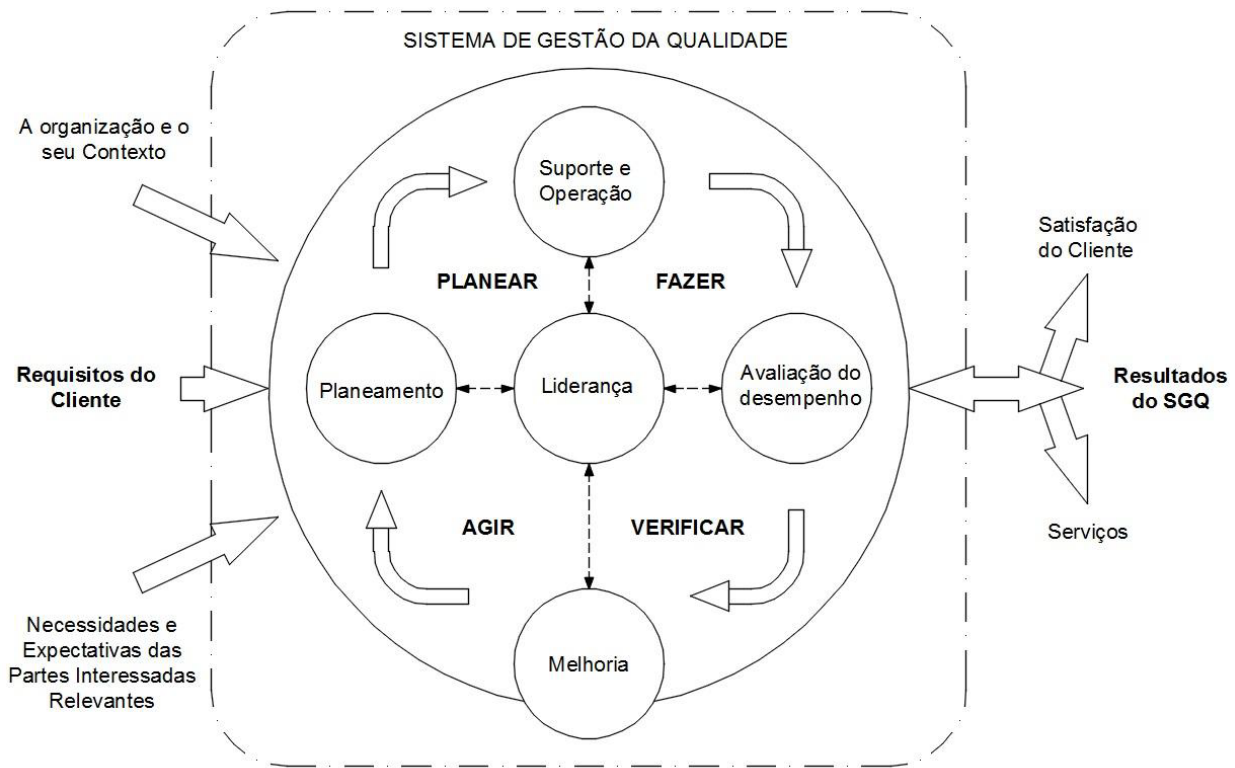 SISTEMA DE GESTÃO DA QUALIDADE
A organização e o
seu Contexto
Suporte e
Operação
Satisfação
do Cliente
PLANEAR
FAZER
Requisitos do
Cliente
Planeamento
Liderança
Avaliação do
desempenho
Resultados
do SGQ
AGIR
VERIFICAR
Serviços
Necessidades e
Expectativas das
Partes Interessadas
Relevantes
Melhoria